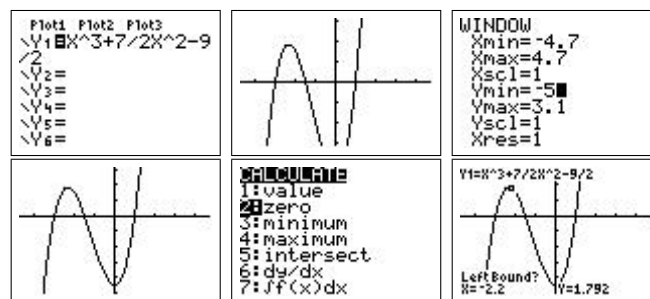 Plot1 Plot2 Plot3
\Y1=X^3+7/2X^2-9
/2
\Y2=
\Y3=
\Y4=
\Y5=
\Y6=
WINDOW
Xmin=-4.7
Xmax=4.7
Xscl=1
Ymin=-5
Ymax=3.1
Yscl=1
Xres=1
CALCULATE
1:value
2:zero
3:minimum
4:maximum
5:intersect
6:dy/dx
7:∫f(x)dx
Y1=X^3+7/2X^2-9/2
LeftBound?
X=-2.2 Y=1.792